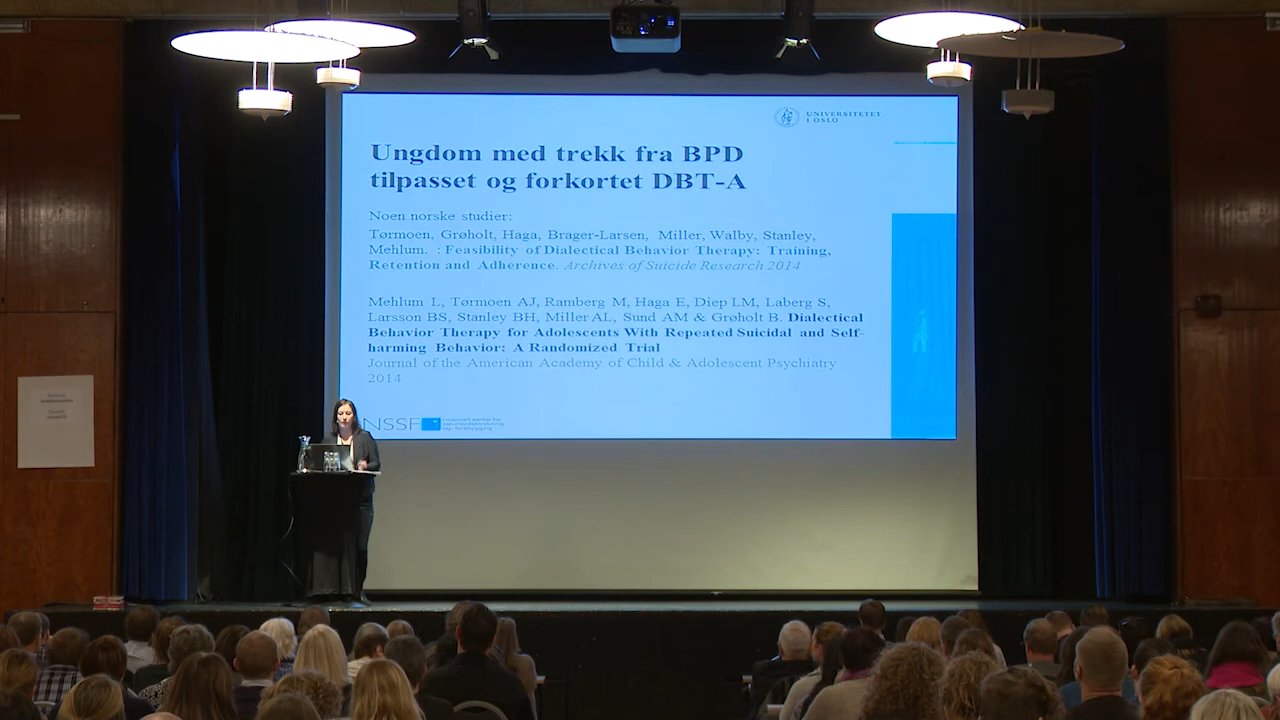 UNIVERSITETET
I OSLO
Ungdom med trekk fra BPD
tilpasset og forkortet DBT-A
Noen norske studier:
Tørmoen, Grøholt, Haga, Brager-Larsen, Miller, Walby, Stanley,
Mehlum. : Feasibility of Dialectical Behavior Therapy: Training,
Retention and Adherence. Archives of Suicide Research 2014
Mehlum L, Tørmoen AJ, Ramberg M, Haga E, Diep LM, Laberg S,
Larsson BS, Stanley BH, Miller AL, Sund AM & Grøholt B. Dialectical
Behavior Therapy for Adolescents With Repeated Suicidal and Self-
harming Behavior: A Randomized Trial
Journal of the American Academy of Child & Adolescent Psychiatry
2014
NSSF